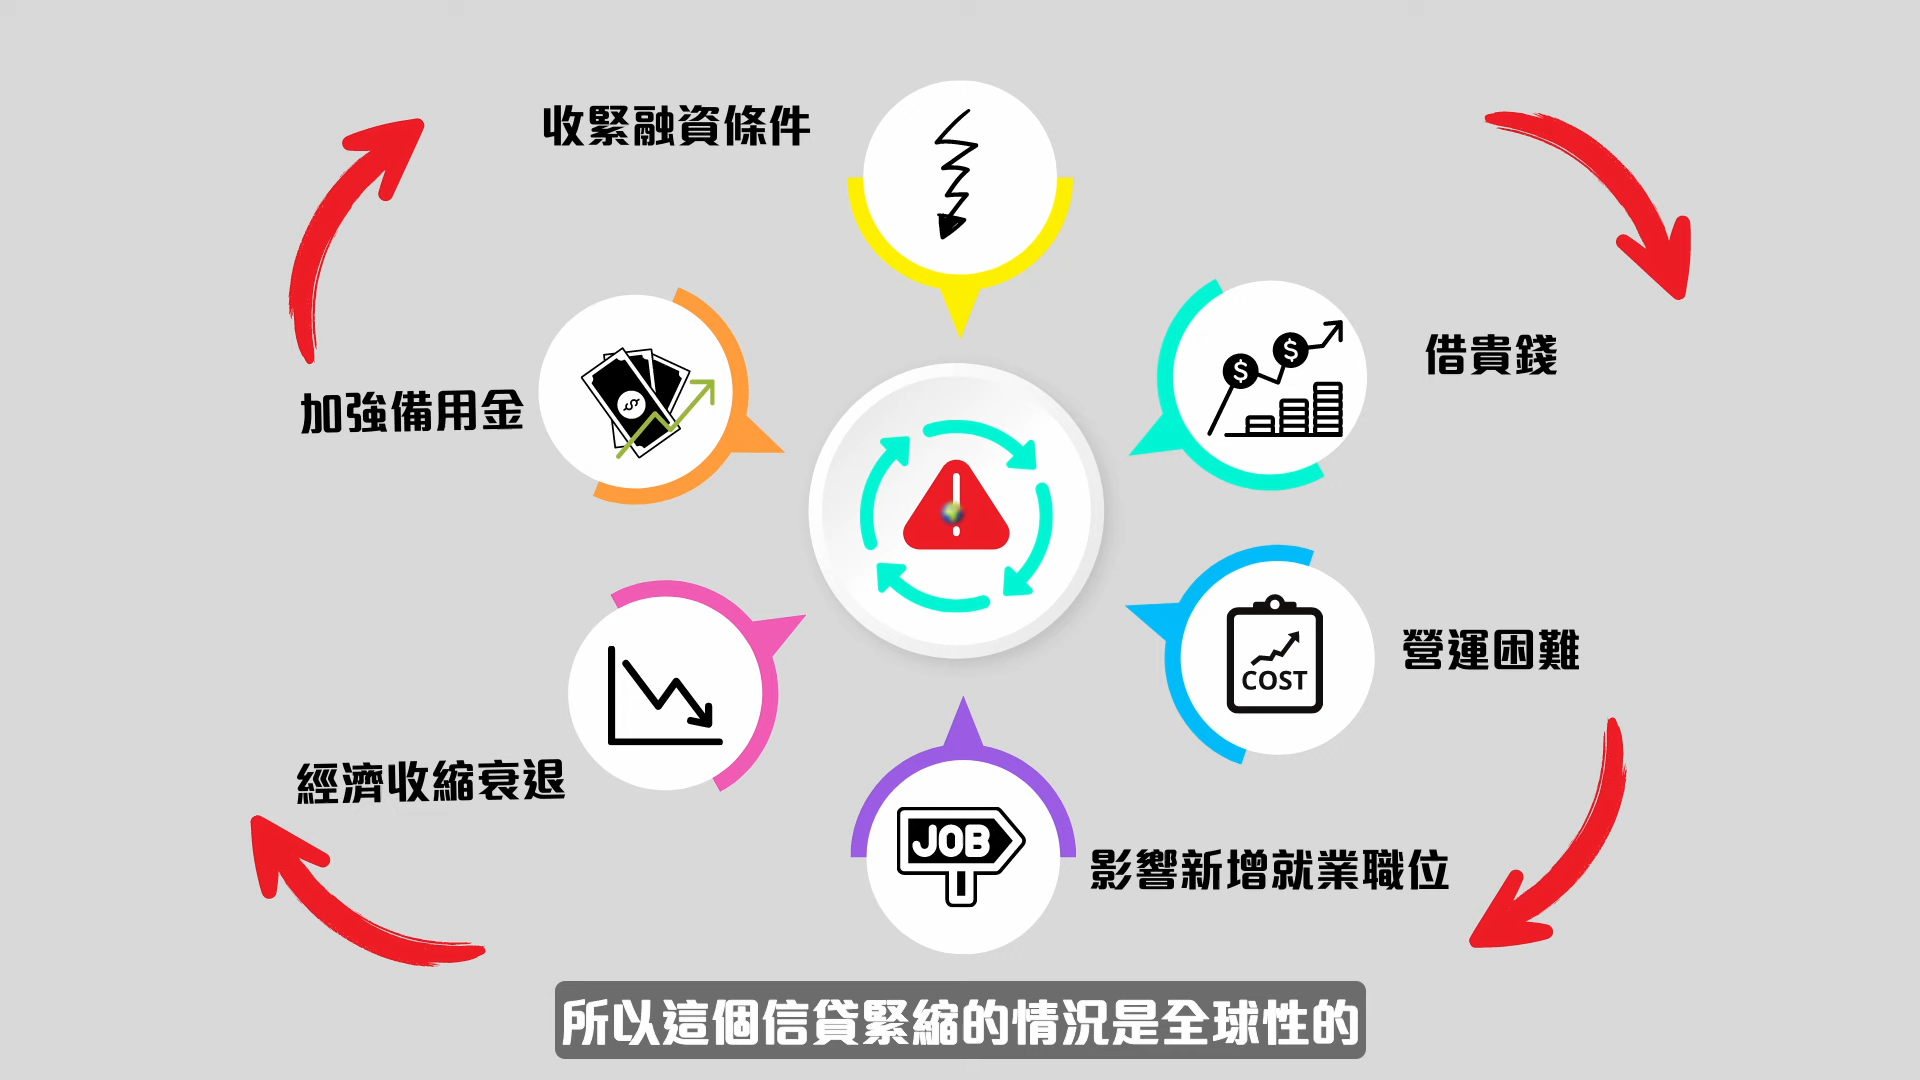 收緊融資條件
借貴錢
加強備用金
營運困難
COST
經濟收縮衰退
JOB
影響新增就業職位
所以這個信貸緊縮的情況是全球性的